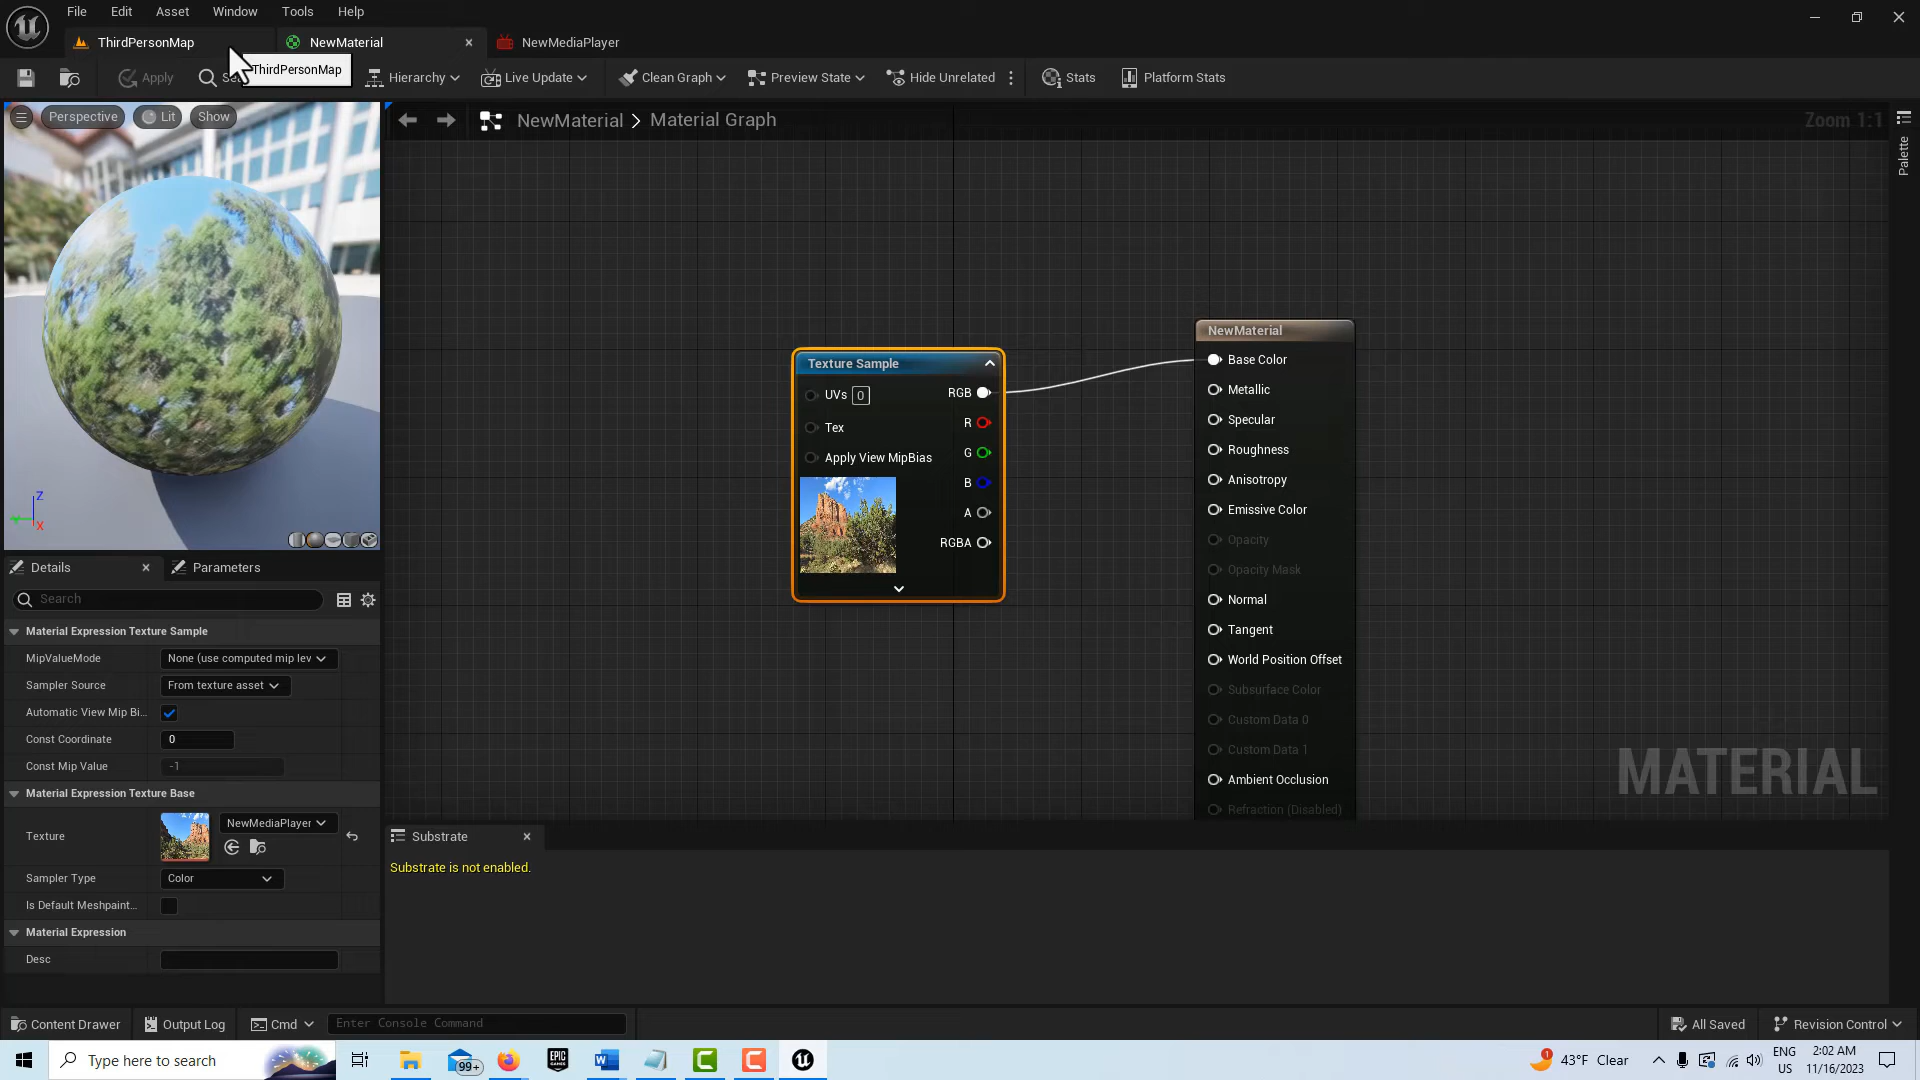 File Edit Asset Window Tools Help
ThirdPersonMap NewMaterial NewMediaPlayer
Apply ThirdPersonMap Hierarchy Live Update Clean Graph Preview State Hide Unrelated Stats Platform Stats
Perspective Lit Show
NewMaterial > Material Graph
Zoom 1:1
Palette
Z
Y
X
Texture Sample
UVs 0 RGB
R
Tex
Apply View MipBias G
B
A
RGBA
NewMaterial
Base Color
Metallic
Specular
Roughness
Anisotropy
Emissive Color
Opacity
Opacity Mask
Normal
Tangent
World Position Offset
Subsurface Color
Custom Data 0
Custom Data 1
Ambient Occlusion
Refraction (Disabled)
MATERIAL
Details Parameters
Search
Material Expression Texture Sample
MipValueMode None (use computed mip lev
Sampler Source From texture asset
Automatic View Mip Bi...
Const Coordinate 0
Const Mip Value -1
Material Expression Texture Base
Texture NewMediaPlayer
Sampler Type Color
Is Default Meshpaint...
Material Expression
Desc
Substrate
Substrate is not enabled.
Content Drawer Output Log Cmd Enter Console Command All Saved Revision Control
Type here to search 99+ EPIC GAMES 1 43°F Clear ENG US 2:02 AM 11/16/2023